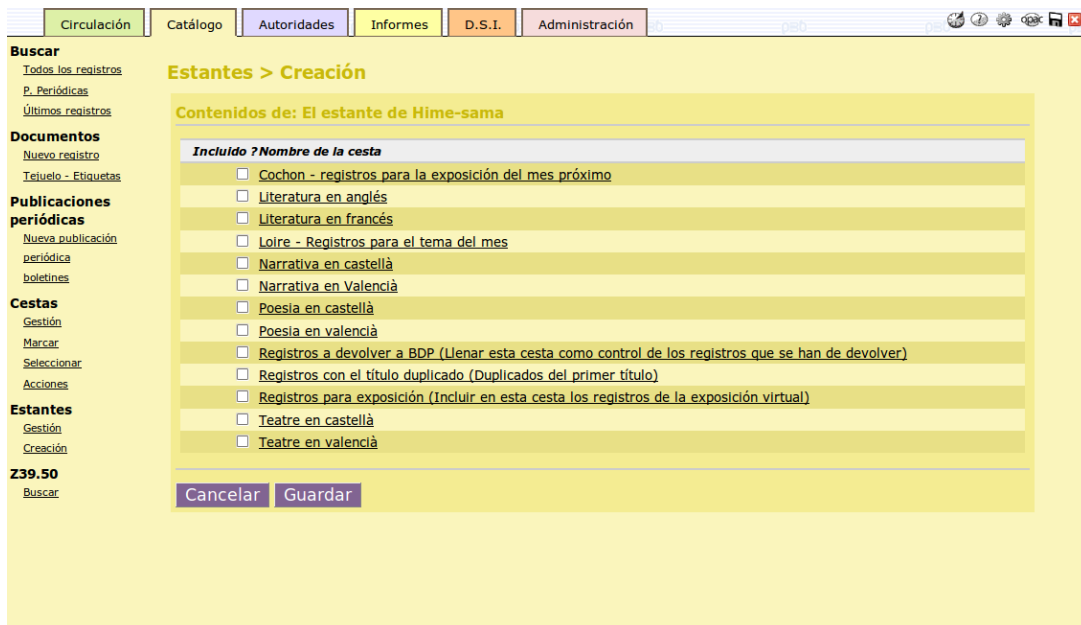 Circulación Catálogo Autoridades Informes D.S.I. Administración
opac
Buscar
Todos los registros
P. Periódicas
Últimos registros
Documentos
Nuevo registro
Tejuelo - Etiquetas
Publicaciones
periódicas
Nueva publicación
periódica
boletines
Cestas
Gestión
Marcar
Seleccionar
Acciones
Estantes
Gestión
Creación
Z39.50
Buscar
Estantes > Creación
Contenidos de: El estante de Hime-sama
Incluido ? Nombre de la cesta
Cochon - registros para la exposición del mes próximo
Literatura en anglés
Literatura en francés
Loire - Registros para el tema del mes
Narrativa en castellà
Narrativa en Valencià
Poesia en castellà
Poesia en valencià
Registros a devolver a BDP (Llenar esta cesta como control de los registros que se han de devolver)
Registros con el título duplicado (Duplicados del primer título)
Registros para exposición (Incluir en esta cesta los registros de la exposición virtual)
Teatre en castellà
Teatre en valencià
Cancelar Guardar